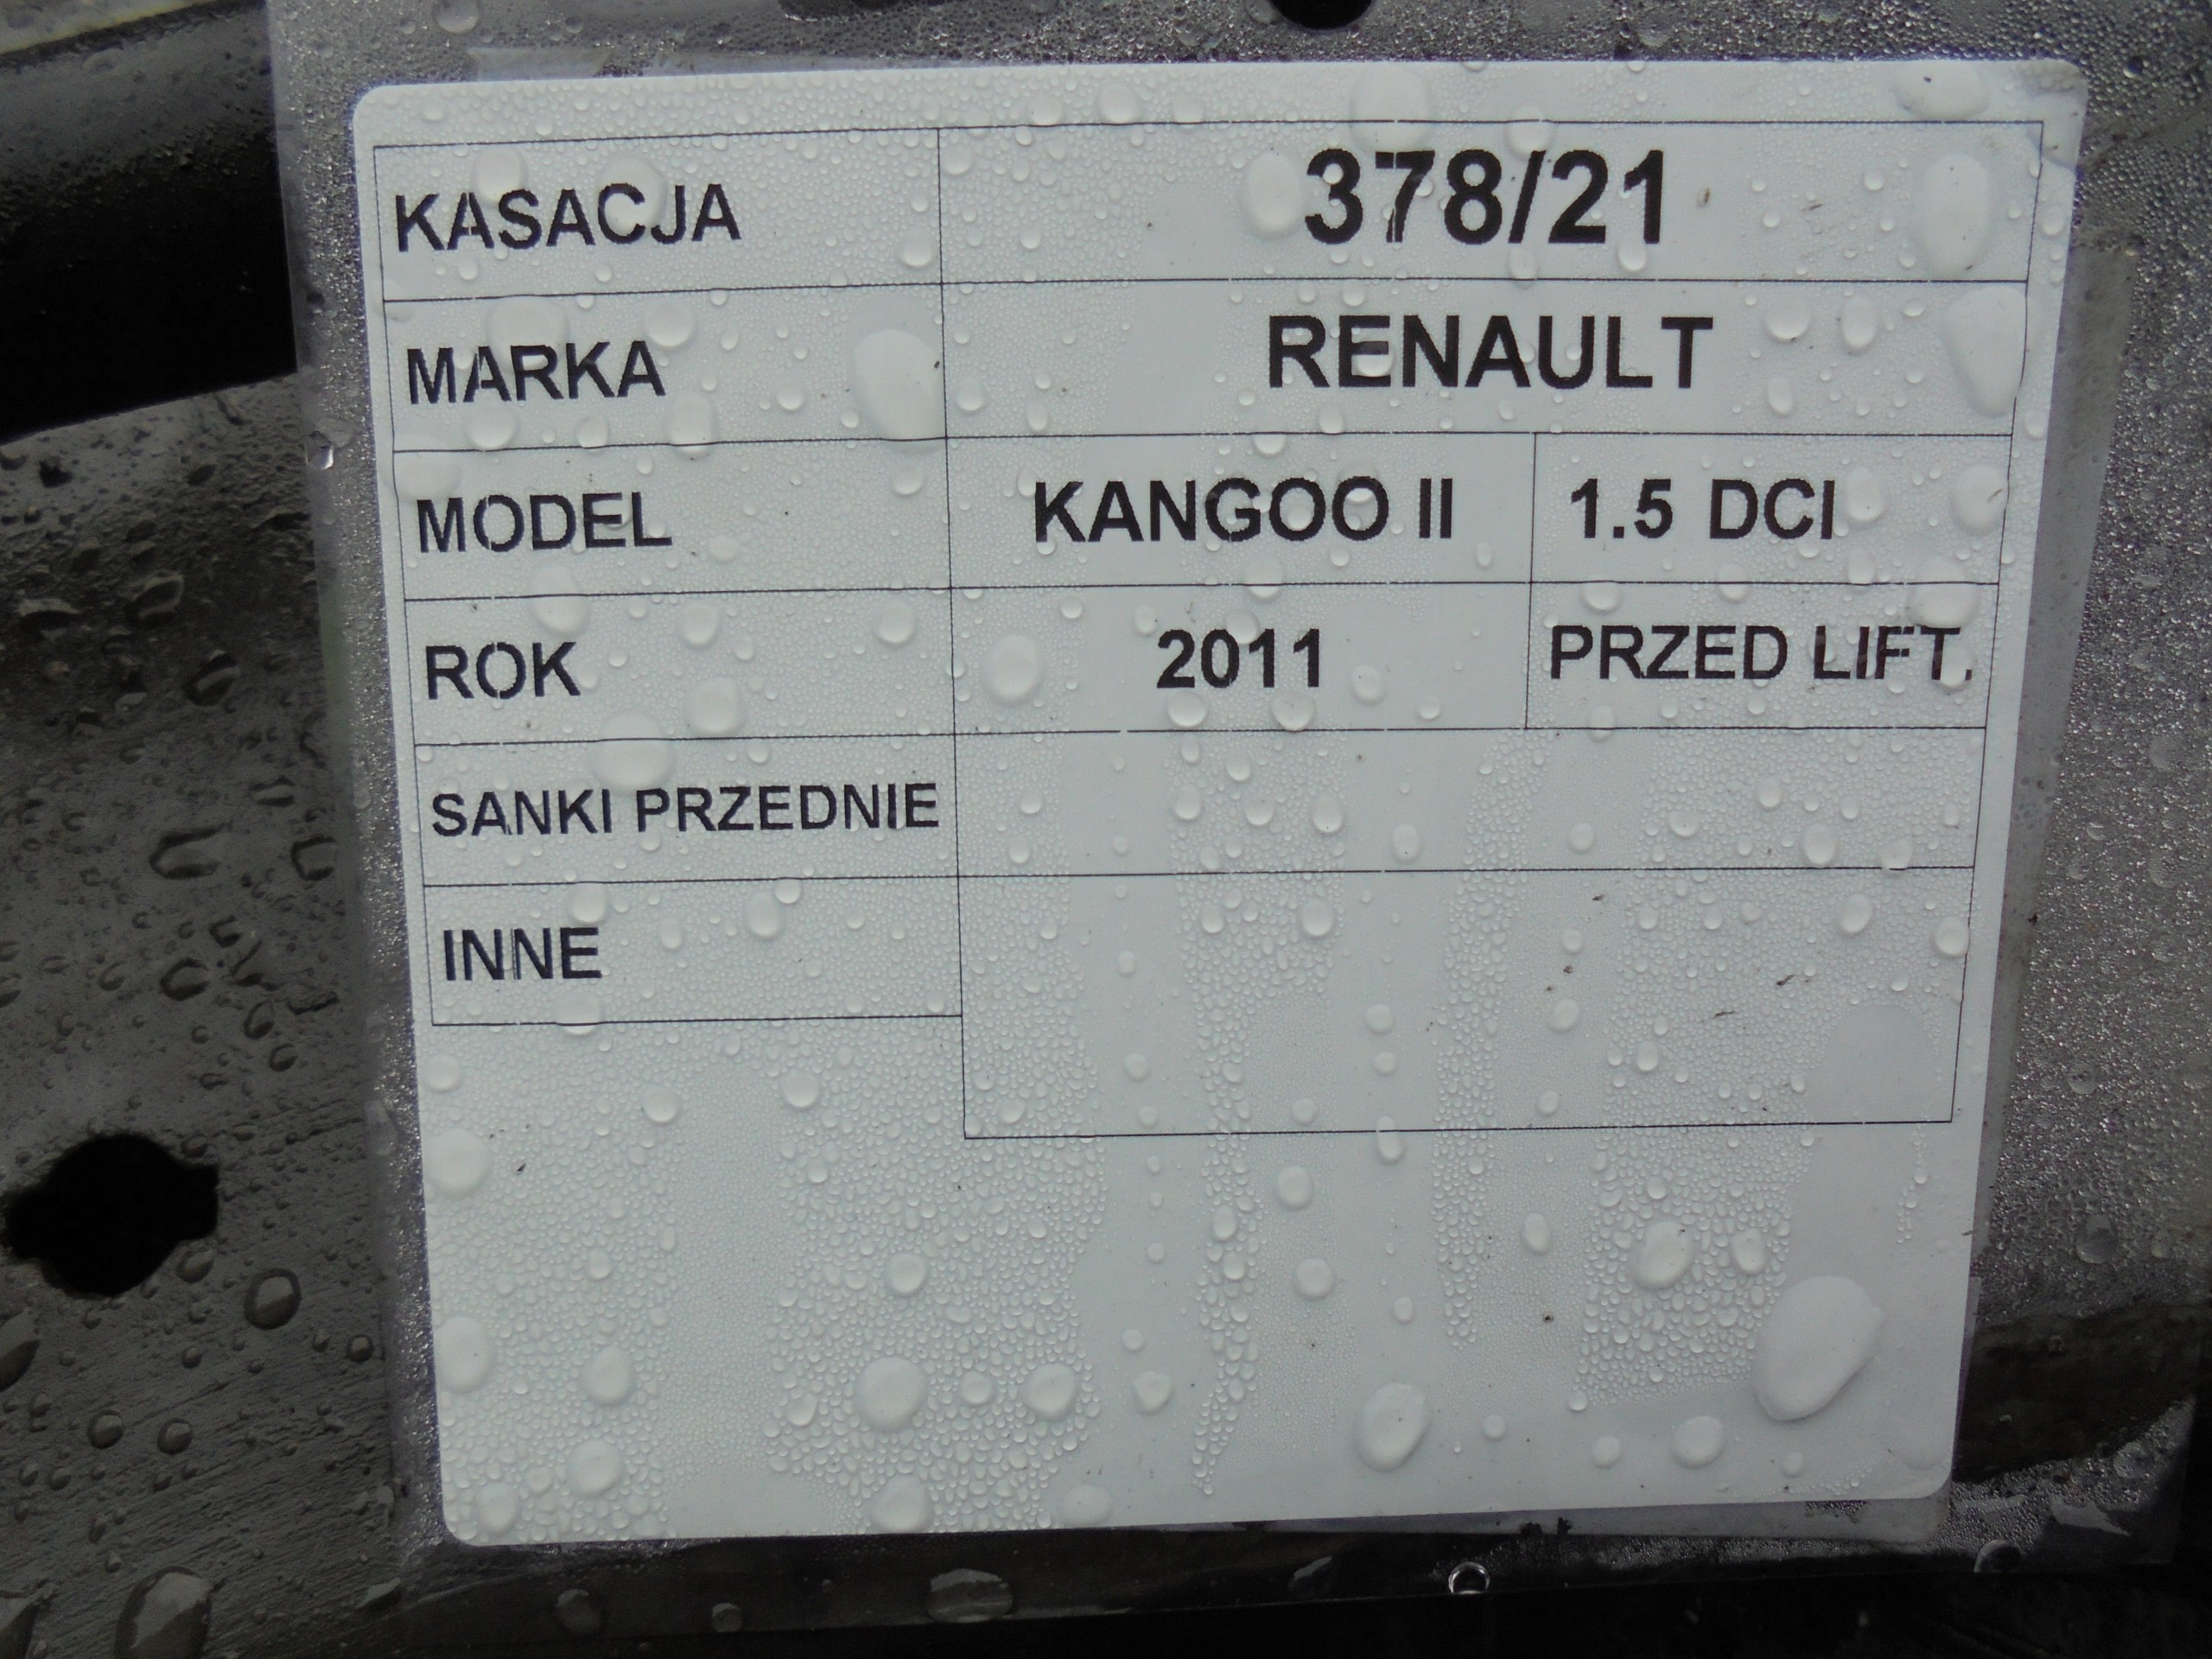 KASACJA 378/21
MARKA RENAULT
MODEL KANGOO II 1.5 DCI
ROK 2011 PRZED LIFT.
SANKI PRZEDNIE
INNE